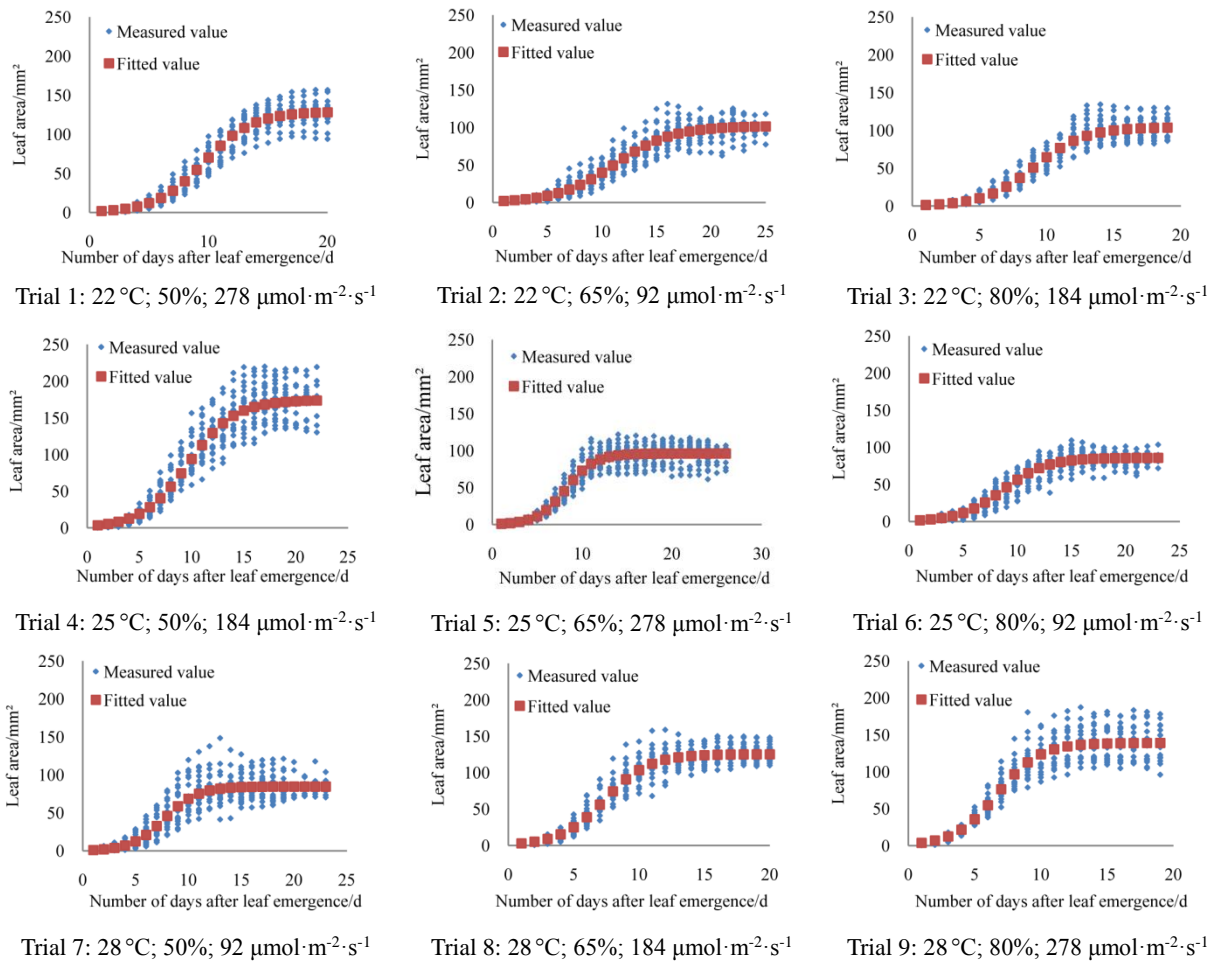 Leaf area/mm²
250
200
150
100
50
0
Measured value
Fitted value
0
10
20
Number of days after leaf emergence/d
Trial 1: 22 °C; 50%; 278 μmol·m-2·s-1
Leaf area/mm²
250
200
150
100
50
0
Measured value
Fitted value
0
5
10
15
20
25
Number of days after leaf emergence/d
Trial 2: 22 °C; 65%; 92 μmol·m-2·s-1
Leaf area/mm²
250
200
150
100
50
0
Measured value
Fitted value
0
5
10
15
20
Number of days after leaf emergence/d
Trial 3: 22 °C; 80%; 184 μmol·m-2·s-1
Leaf area/mm²
250
200
150
100
50
0
Measured value
Fitted value
0
5
10
15
20
25
Number of days after leaf emergence/d
Trial 4: 25 °C; 50%; 184 μmol·m-2·s-1
Leaf area/mm²
250
200
150
100
50
0
Measured value
Fitted value
0
10
20
30
Number of days after leaf emergence/d
Trial 5: 25 °C; 65%; 278 μmol·m-2·s-1
Leaf area/mm²
250
200
150
100
50
0
Measured value
Fitted value
0
5
10
15
20
25
Number of days after leaf emergence/d
Trial 6: 25 °C; 80%; 92 μmol·m-2·s-1
Leaf area/mm²
250
200
150
100
50
0
Measured value
Fitted value
0
5
10
15
20
25
Number of days after leaf emergence/d
Trial 7: 28 °C; 50%; 92 μmol·m-2·s-1
Leaf area/mm²
250
200
150
100
50
0
Measured value
Fitted value
0
5
10
15
20
Number of days after leaf emergence/d
Trial 8: 28 °C; 65%; 184 μmol·m-2·s-1
Leaf area/mm²
250
200
150
100
50
0
Measured value
Fitted value
0
5
10
15
20
Number of days after leaf emergence/d
Trial 9: 28 °C; 80%; 278 μmol·m-2·s-1